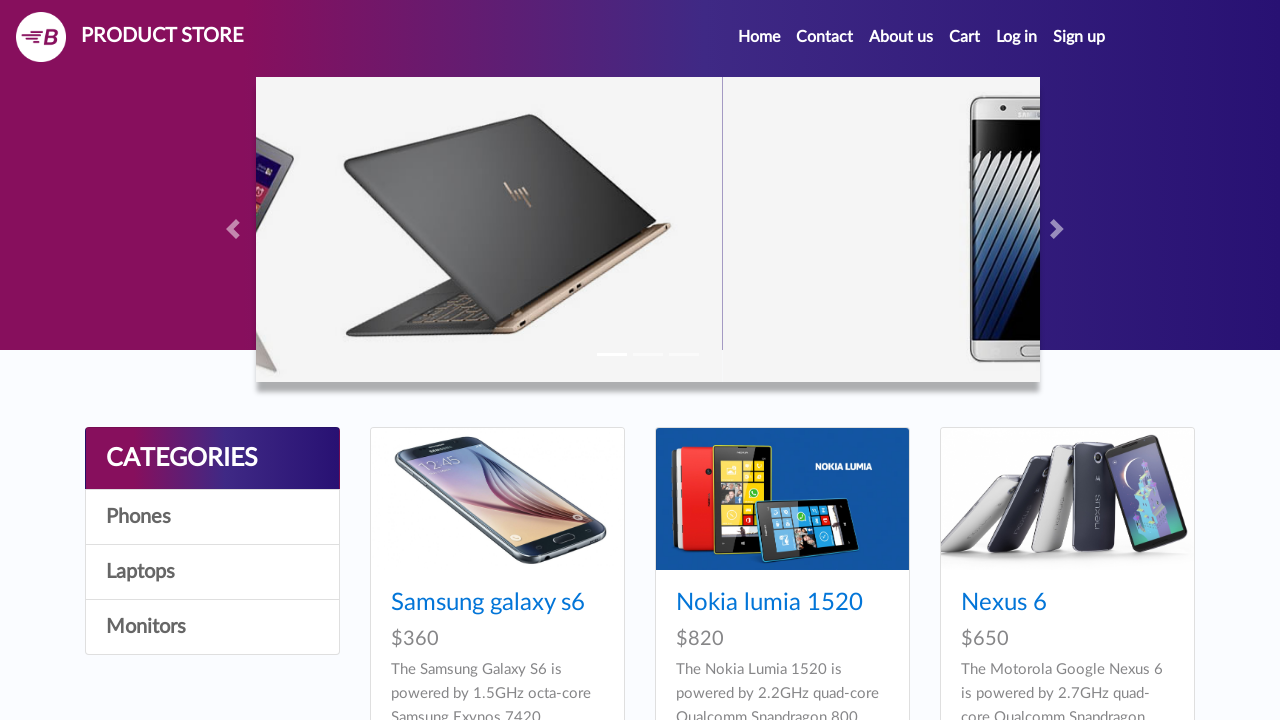 B PRODUCT STORE
Home Contact About us Cart Log in Sign up
CATEGORIES
Phones
Laptops
Monitors
NOKIA LUMIA
Samsung galaxy s6
$360
The Samsung Galaxy S6 is
powered by 1.5GHz octa-core
Samsung Exynos 7420
Nokia lumia 1520
$820
The Nokia Lumia 1520 is
powered by 2.2GHz quad-core
Qualcomm Snapdragon 800
nexus
Nexus 6
$650
The Motorola Google Nexus 6
is powered by 2.7GHz quad-
core Qualcomm Snapdragon